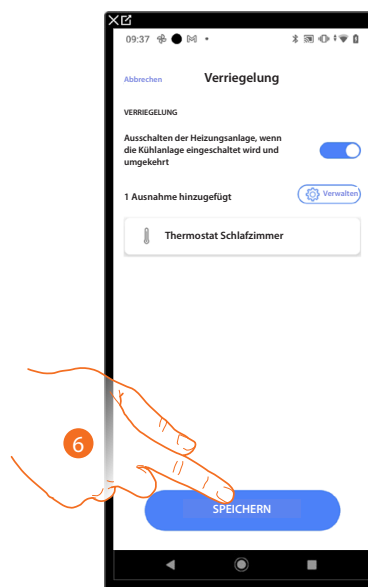 09:37
Abbrechen Verriegelung
VERRIEGELUNG
Ausschalten der Heizungsanlage, wenn
die Kühlanlage eingeschaltet wird und
umgekehrt
1 Ausnahme hinzugefügt Verwalten
Thermostat Schlafzimmer
6
SPEICHERN